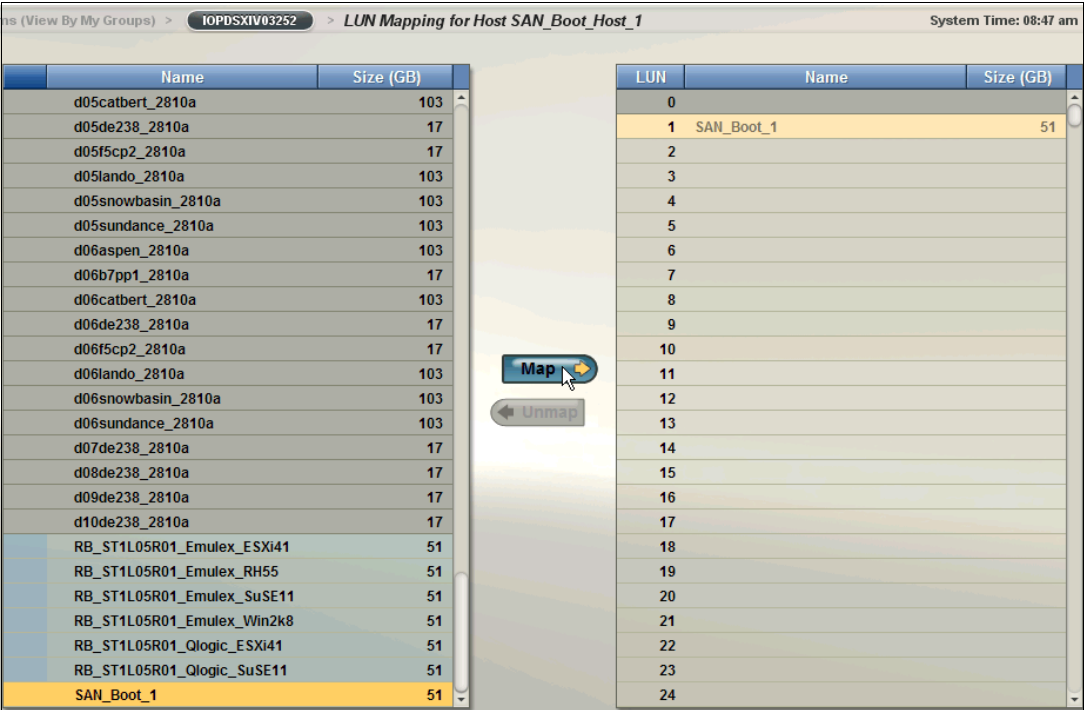 ns (View By My Groups) > IOPDSXIV03252 > LUN Mapping for Host SAN_Boot_Host_1 System Time: 08:47 am
Name Size (GB)
d05catbert_2810a 103
d05de238_2810a 17
d05f5cp2_2810a 17
d05lando_2810a 103
d05snowbasin_2810a 103
d05sundance_2810a 103
d06aspen_2810a 103
d06b7pp1_2810a 17
d06catbert_2810a 103
d06de238_2810a 17
d06f5cp2_2810a 17
d06lando_2810a 103
d06snowbasin_2810a 103
d06sundance_2810a 103
d07de238_2810a 17
d08de238_2810a 17
d09de238_2810a 17
d10de238_2810a 17
RB_ST1L05R01_Emulex_ESXi41 51
RB_ST1L05R01_Emulex_RH55 51
RB_ST1L05R01_Emulex_SuSE11 51
RB_ST1L05R01_Emulex_Win2k8 51
RB_ST1L05R01_Qlogic_ESXi41 51
RB_ST1L05R01_Qlogic_SuSE11 51
SAN_Boot_1 51
Map
Unmap
LUN Name Size (GB)
0
1 SAN_Boot_1 51
2
3
4
5
6
7
8
9
10
11
12
13
14
15
16
17
18
19
20
21
22
23
24